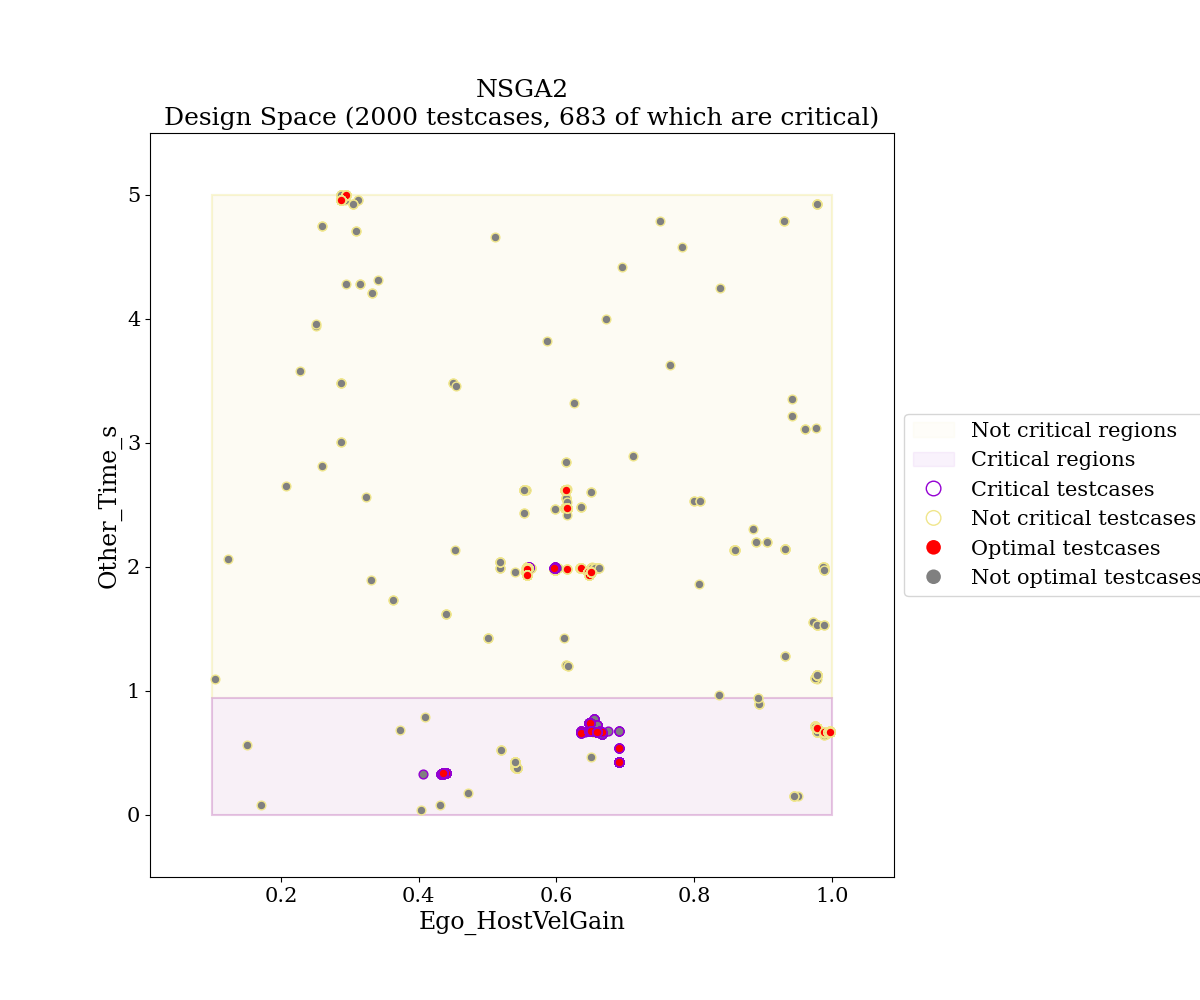 NSGA2
Design Space (2000 testcases, 683 of which are critical)
5
4
3
2
1
0
Other_Time_s
0.2
0.4
0.6
0.8
1.0
Ego_HostVelGain
Not critical regions
Critical regions
Critical testcases
Not critical testcases
Optimal testcases
Not optimal testcases